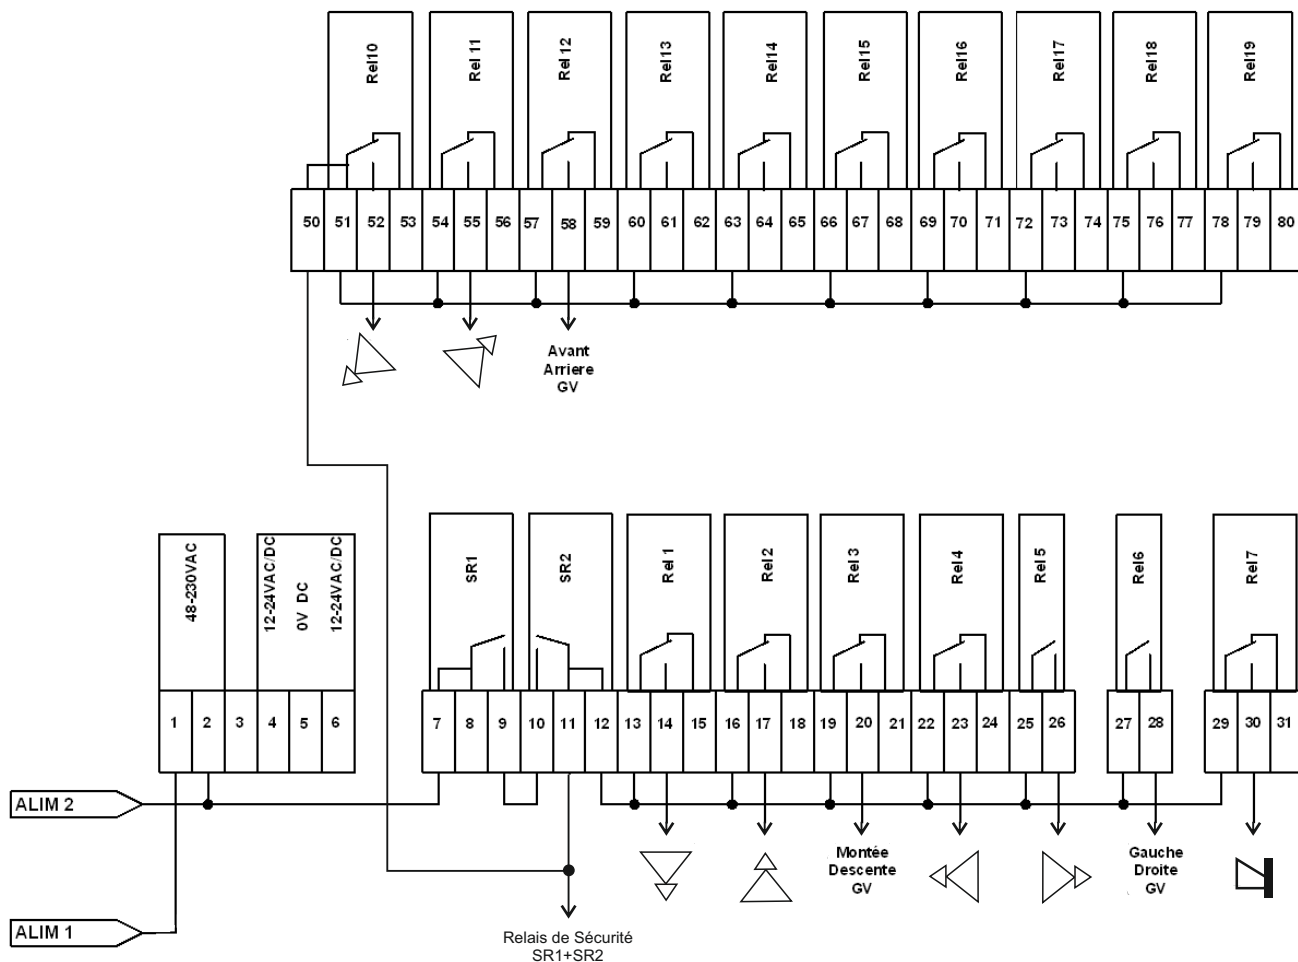 Rel10 Rel 11 Rel 12 Rel13 Rel14 Rel15 Rel16 Rel17 Rel18 Rel19
50 51 52 53 54 55 56 57 58 59 60 61 62 63 64 65 66 67 68 69 70 71 72 73 74 75 76 77 78 79 80
Avant
Arriere
GV
48-230VAC
12-24VAC/DC
0V DC
12-24VAC/DC
SR1 SR2 Rel 1 Rel2 Rel 3 Rel4 Rel 5 Rel6 Rel 7
1 2 3 4 5 6 7 8 9 10 11 12 13 14 15 16 17 18 19 20 21 22 23 24 25 26 27 28 29 30 31
ALIM 2
Montée
Descente
GV
Gauche
Droite
GV
ALIM 1
Relais de Sécurité
SR1+SR2